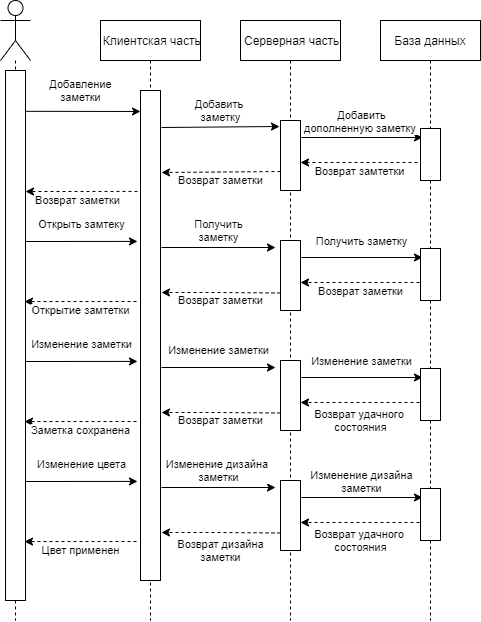 Клиентская часть
Серверная часть
База данных
Добавление
заметки
Добавить
заметку
Добавить
дополненную заметку
Возврат замтетки
Возврат заметки
Возврат заметки
Открыть замтеку
Получить
заметку
Получить заметку
Возврат заметки
Возврат заметки
Открытие замтетки
Изменение заметки
Изменение заметки
Изменение заметки
Возврат удачного
состояния
Возврат заметки
Заметка сохранена
Изменение цвета
Изменение дизайна
заметки
Изменение дизайна
заметки
Возврат удачного
состояния
Возврат дизайна
заметки
Цвет применен